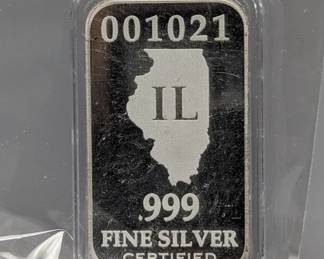 001021
IL
.999
FINE SILVER
CERTIFIED